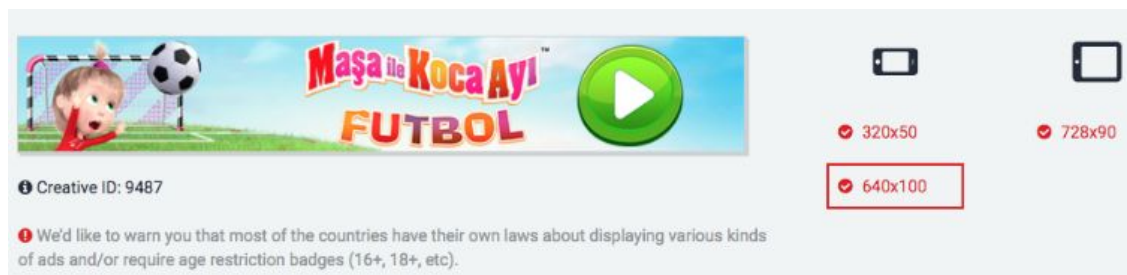 Maşa ile Koca Ayı™
FUTBOL
320x50
728x90
Creative ID: 9487
640x100
We'd like to warn you that most of the countries have their own laws about displaying various kinds
of ads and/or require age restriction badges (16+, 18+, etc).